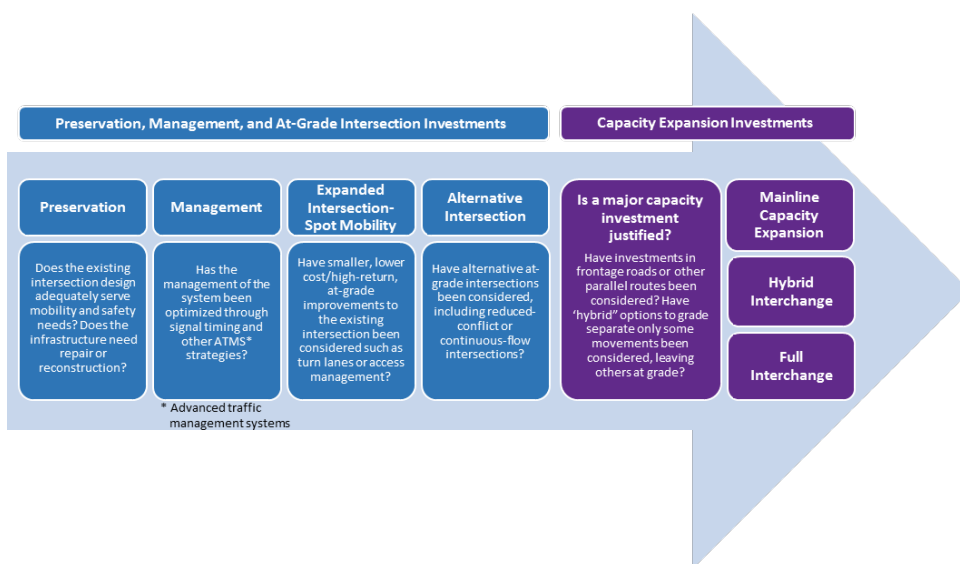 Preservation, Management, and At-Grade Intersection Investments
Capacity Expansion Investments
Preservation
Does the existing
intersection design
adequately serve
mobility and safety
needs? Does the
infrastructure need
repair or
reconstruction?
Management
Has the
management of the
system been
optimized through
signal timing and
other ATMS*
strategies?
* Advanced traffic
management systems
Expanded
Intersection-
Spot Mobility
Have smaller, lower
cost/high-return,
at-grade
improvements to
the existing
intersection been
considered such as
turn lanes or access
management?
Alternative
Intersection
Have alternative at-
grade intersections
been considered,
including reduced-
conflict or
continuous-flow
intersections?
Is a major capacity
investment
justified?
Have investments in
frontage roads or other
parallel routes been
considered? Have
‘hybrid” options to grade
separate only some
movements been
considered, leaving
others at grade?
Mainline
Capacity
Expansion
Hybrid
Interchange
Full
Interchange